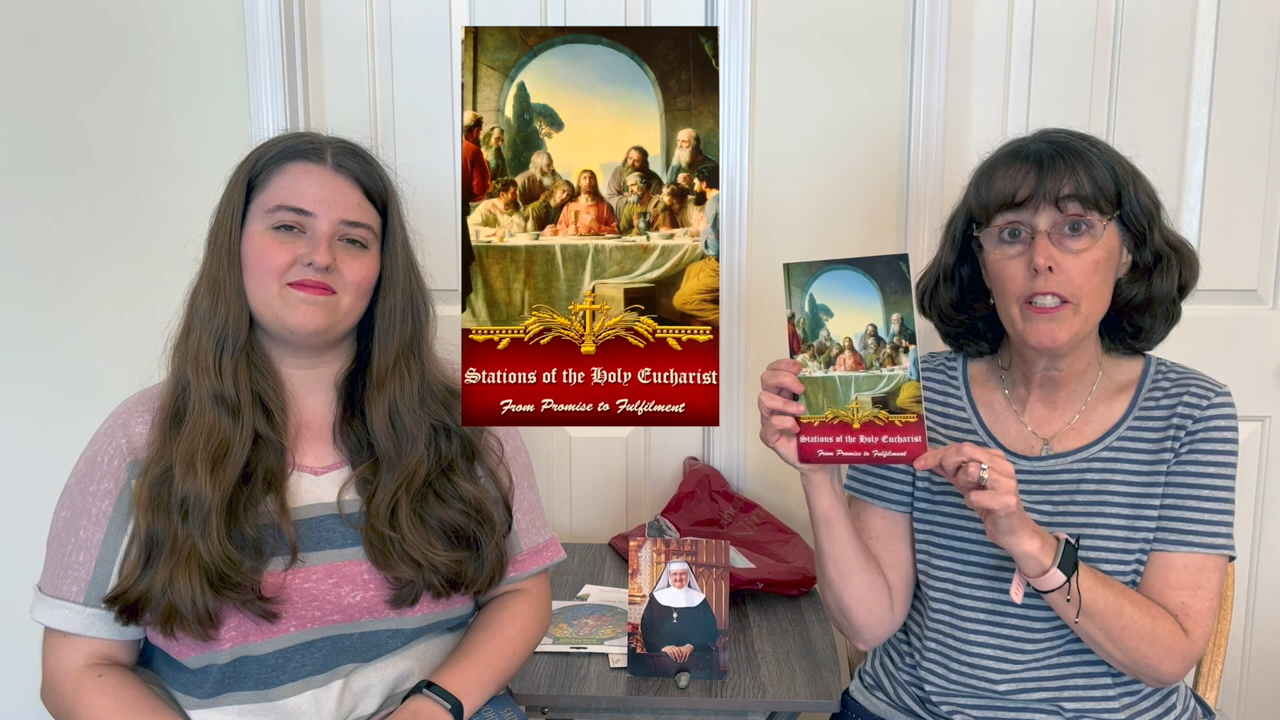 Stations of the Holy Eucharist
From Promise to Fulfilment
Stations of the Holy Eucharist
From Promise to Fulfilment